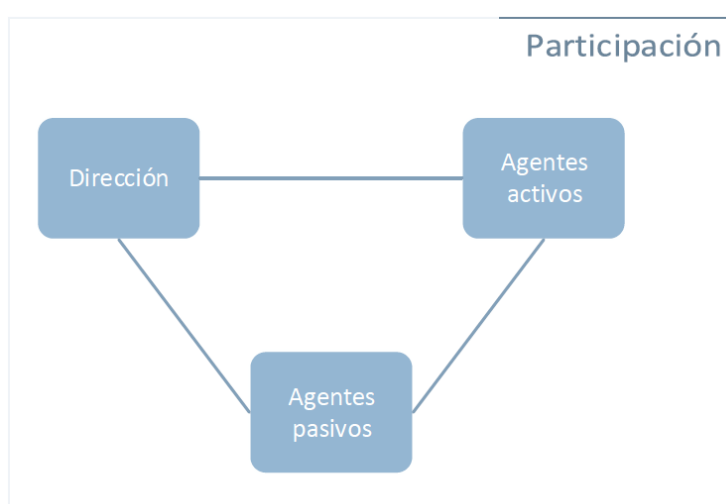 Participación
Dirección
Agentes
activos
Agentes
pasivos